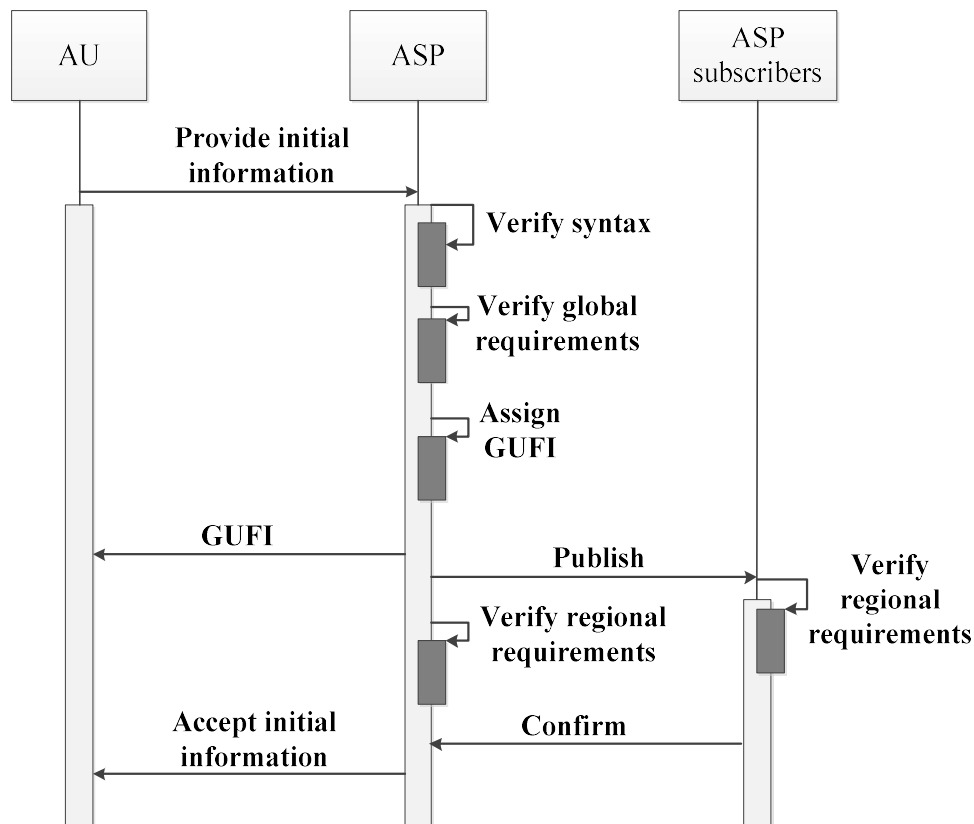 AU
ASP
ASP
subscribers
Provide initial
information
Verify syntax
Verify global
requirements
Assign
GUFI
GUFI
Publish
Verify
regional
requirements
Verify regional
requirements
Accept initial
information
Confirm